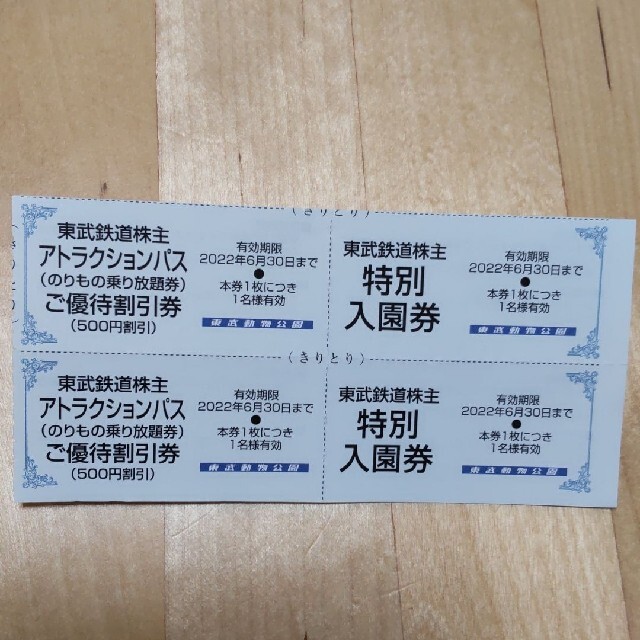 (きりとり)
東武鉄道株主
アトラクションパス
(のりもの乗り放題券)
ご優待割引券
(500円割引)
有効期限
2022年6月30日まで
●
本券1枚につき
1名様有効
東武動物公園
東武鉄道株主
特別
入園券
有効期限
2022年6月30日まで
●
本券1枚につき
1名様有効
東武動物公園
(きりとり)
東武鉄道株主
アトラクションパス
(のりもの乗り放題券)
ご優待割引券
(500円割引)
有効期限
2022年6月30日まで
●
本券1枚につき
1名様有効
東武動物公園
東武鉄道株主
特別
入園券
有効期限
2022年6月30日まで
●
本券1枚につき
1名様有効
東武動物公園